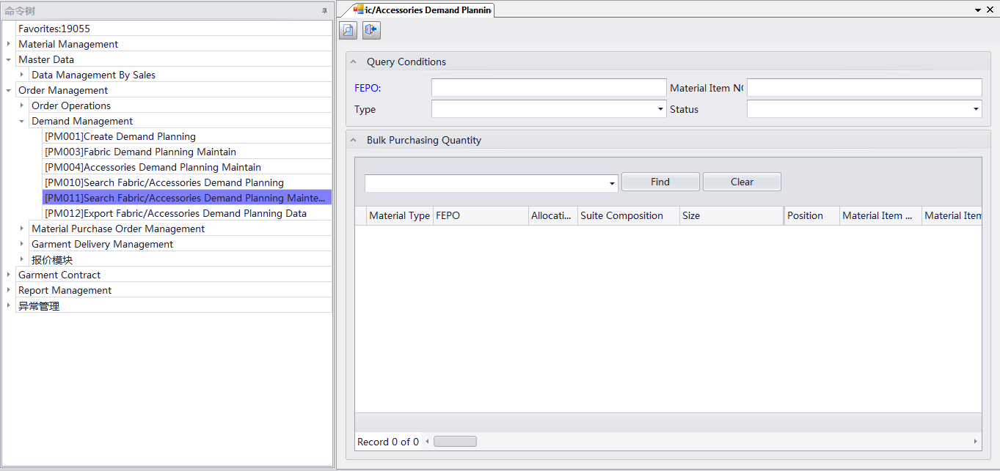 命令树
Favorites:19055
Material Management
Master Data
Data Management By Sales
Order Management
Order Operations
Demand Management
[PM001]Create Demand Planning
[PM003]Fabric Demand Planning Maintain
[PM004]Accessories Demand Planning Maintain
[PM010]Search Fabric/Accessories Demand Planning
[PM011]Search Fabric/Accessories Demand Planning Mainte...
[PM012]Export Fabric/Accessories Demand Planning Data
Material Purchase Order Management
Garment Delivery Management
报价模块
Garment Contract
Report Management
异常管理
ic/Accessories Demand Plannin
Query Conditions
FEPO: Material Item NO
Type Status
Bulk Purchasing Quantity
Find Clear
Material Type FEPO Allocati... Suite Composition Size Position Material Item ... Material Item
Record 0 of 0